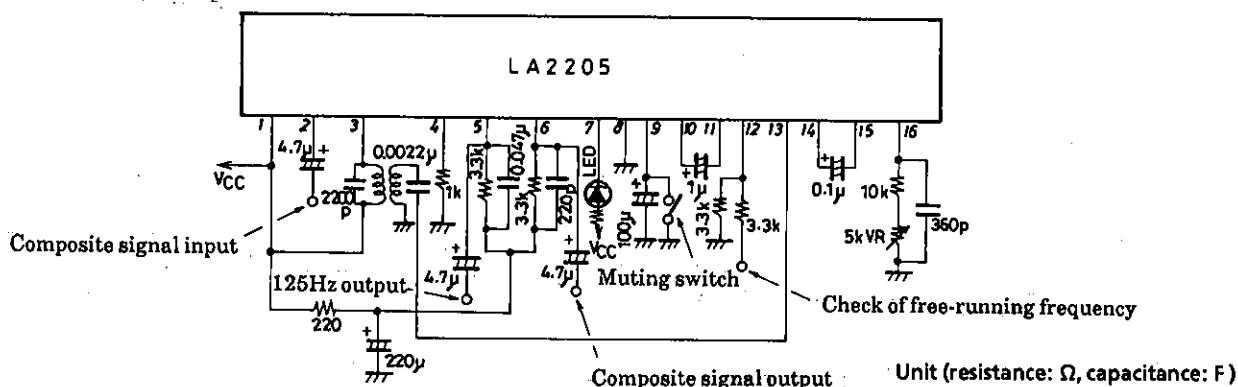 LA2205
1 2 3 4 5 6 7 8 9 10 11 12 13 14 15 16
4.7μ + 0.0022μ 3.3k 0.047μ LED
VCC 2200p 1k 3.3k 220p + 1μ + 0.1μ 10k
100μ 3.3k 3.3k 360p
Composite signal input + + VCC 5kVR
4.7μ 4.7μ Muting switch
125Hz output
Check of free-running frequency
220
+ 220μ
Composite signal output Unit (resistance: Ω, capacitance: F)